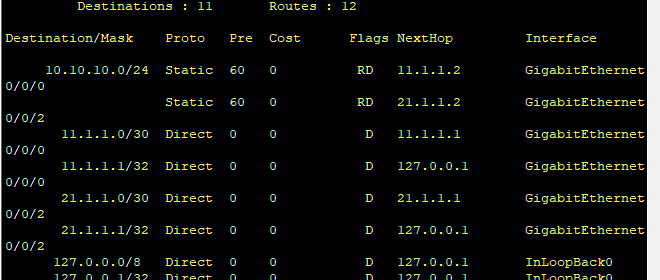 Destinations : 11 Routes : 12
Destination/Mask Proto Pre Cost Flags NextHop Interface
10.10.10.0/24 Static 60 0 RD 11.1.1.2 GigabitEthernet
0/0/0
Static 60 0 RD 21.1.1.2 GigabitEthernet
0/0/2
11.1.1.0/30 Direct 0 0 D 11.1.1.1 GigabitEthernet
0/0/0
11.1.1.1/32 Direct 0 0 D 127.0.0.1 GigabitEthernet
0/0/0
21.1.1.0/30 Direct 0 0 D 21.1.1.1 GigabitEthernet
0/0/2
21.1.1.1/32 Direct 0 0 D 127.0.0.1 GigabitEthernet
0/0/2
127.0.0.0/8 Direct 0 0 D 127.0.0.1 InLoopBack0
127.0.0.1/32 Direct 0 0 D 127.0.0.1 InLoopBack0